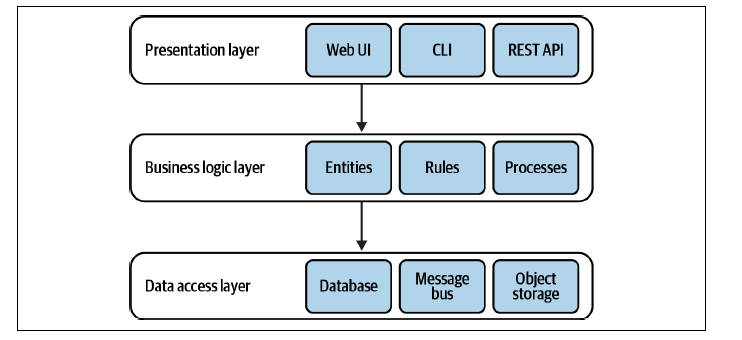 Presentation layer
Web UI
CLI
REST API
Business logic layer
Entities
Rules
Processes
Data access layer
Database
Message
bus
Object
storage